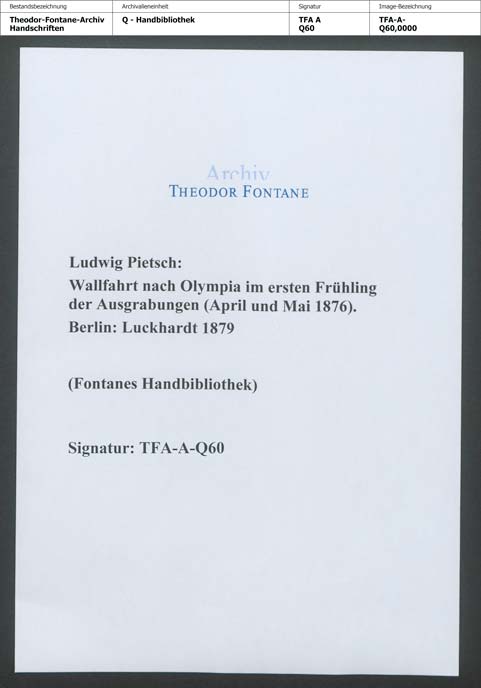 Bestandsbezeichnung Archivalieneinheit Signatur Image-Bezeichnung
Theodor-Fontane-Archiv Q - Handbibliothek TFA A TFA-A-
Handschriften Q60 Q60,0000
Archiv
THEODOR FONTANE
Ludwig Pietsch:
Wallfahrt nach Olympia im ersten Frühling
der Ausgrabungen (April und Mai 1876).
Berlin: Luckhardt 1879
(Fontanes Handbibliothek)
Signatur: TFA-A-Q60